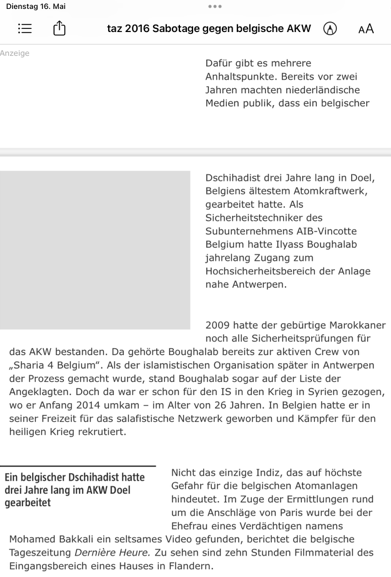 Dienstag 16. Mai
taz 2016 Sabotage gegen belgische AKW
AA
Anzeige
Dafür gibt es mehrere
Anhaltspunkte. Bereits vor zwei
Jahren machten niederländische
Medien publik, dass ein belgischer
Dschihadist drei Jahre lang in Doel,
Belgiens ältestem Atomkraftwerk,
gearbeitet hatte. Als
Sicherheitstechniker des
Subunternehmens AIB-Vincotte
Belgium hatte Ilyass Boughalab
jahrelang Zugang zum
Hochsicherheitsbereich der Anlage
nahe Antwerpen.
2009 hatte der gebürtige Marokkaner
noch alle Sicherheitsprüfungen für
das AKW bestanden. Da gehörte Boughalab bereits zur aktiven Crew von
„Sharia 4 Belgium“. Als der islamistischen Organisation später in Antwerpen
der Prozess gemacht wurde, stand Boughalab sogar auf der Liste der
Angeklagten. Doch da war er schon für den IS in den Krieg in Syrien gezogen,
wo er Anfang 2014 umkam – im Alter von 26 Jahren. In Belgien hatte er in
seiner Freizeit für das salafistische Netzwerk geworben und Kämpfer für den
heiligen Krieg rekrutiert.
Ein belgischer Dschihadist hatte
drei Jahre lang im AKW Doel
gearbeitet
Nicht das einzige Indiz, das auf höchste
Gefahr für die belgischen Atomanlagen
hindeutet. Im Zuge der Ermittlungen rund
um die Anschläge von Paris wurde bei der
Ehefrau eines Verdächtigen namens
Mohamed Bakkali ein seltsames Video gefunden, berichtet die belgische
Tageszeitung Dernière Heure. Zu sehen sind zehn Stunden Filmmaterial des
Eingangsbereich eines Hauses in Flandern.